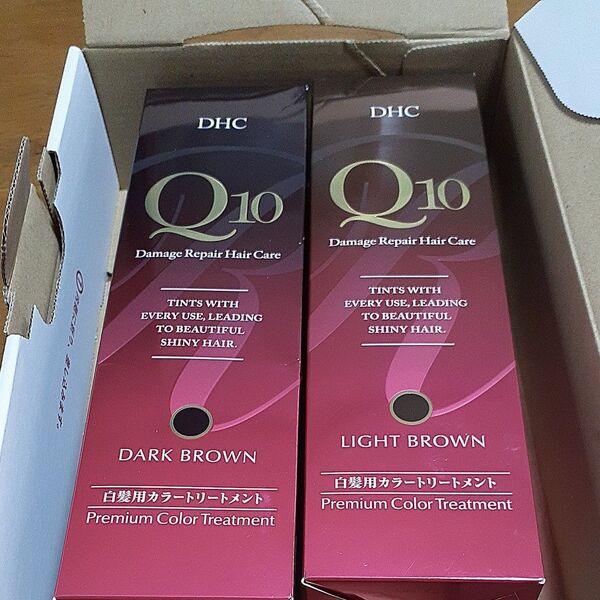 DHC
Q10
Damage Repair Hair Care
TINTS WITH
EVERY USE, LEADING
TO BEAUTIFUL
SHINY HAIR.
DARK BROWN
白髪用カラートリートメント
Premium Color Treatment
DHC
Q10
Damage Repair Hair Care
TINTS WITH
EVERY USE, LEADING
TO BEAUTIFUL
SHINY HAIR.
LIGHT BROWN
白髪用カラートリートメント
Premium Color Treatment